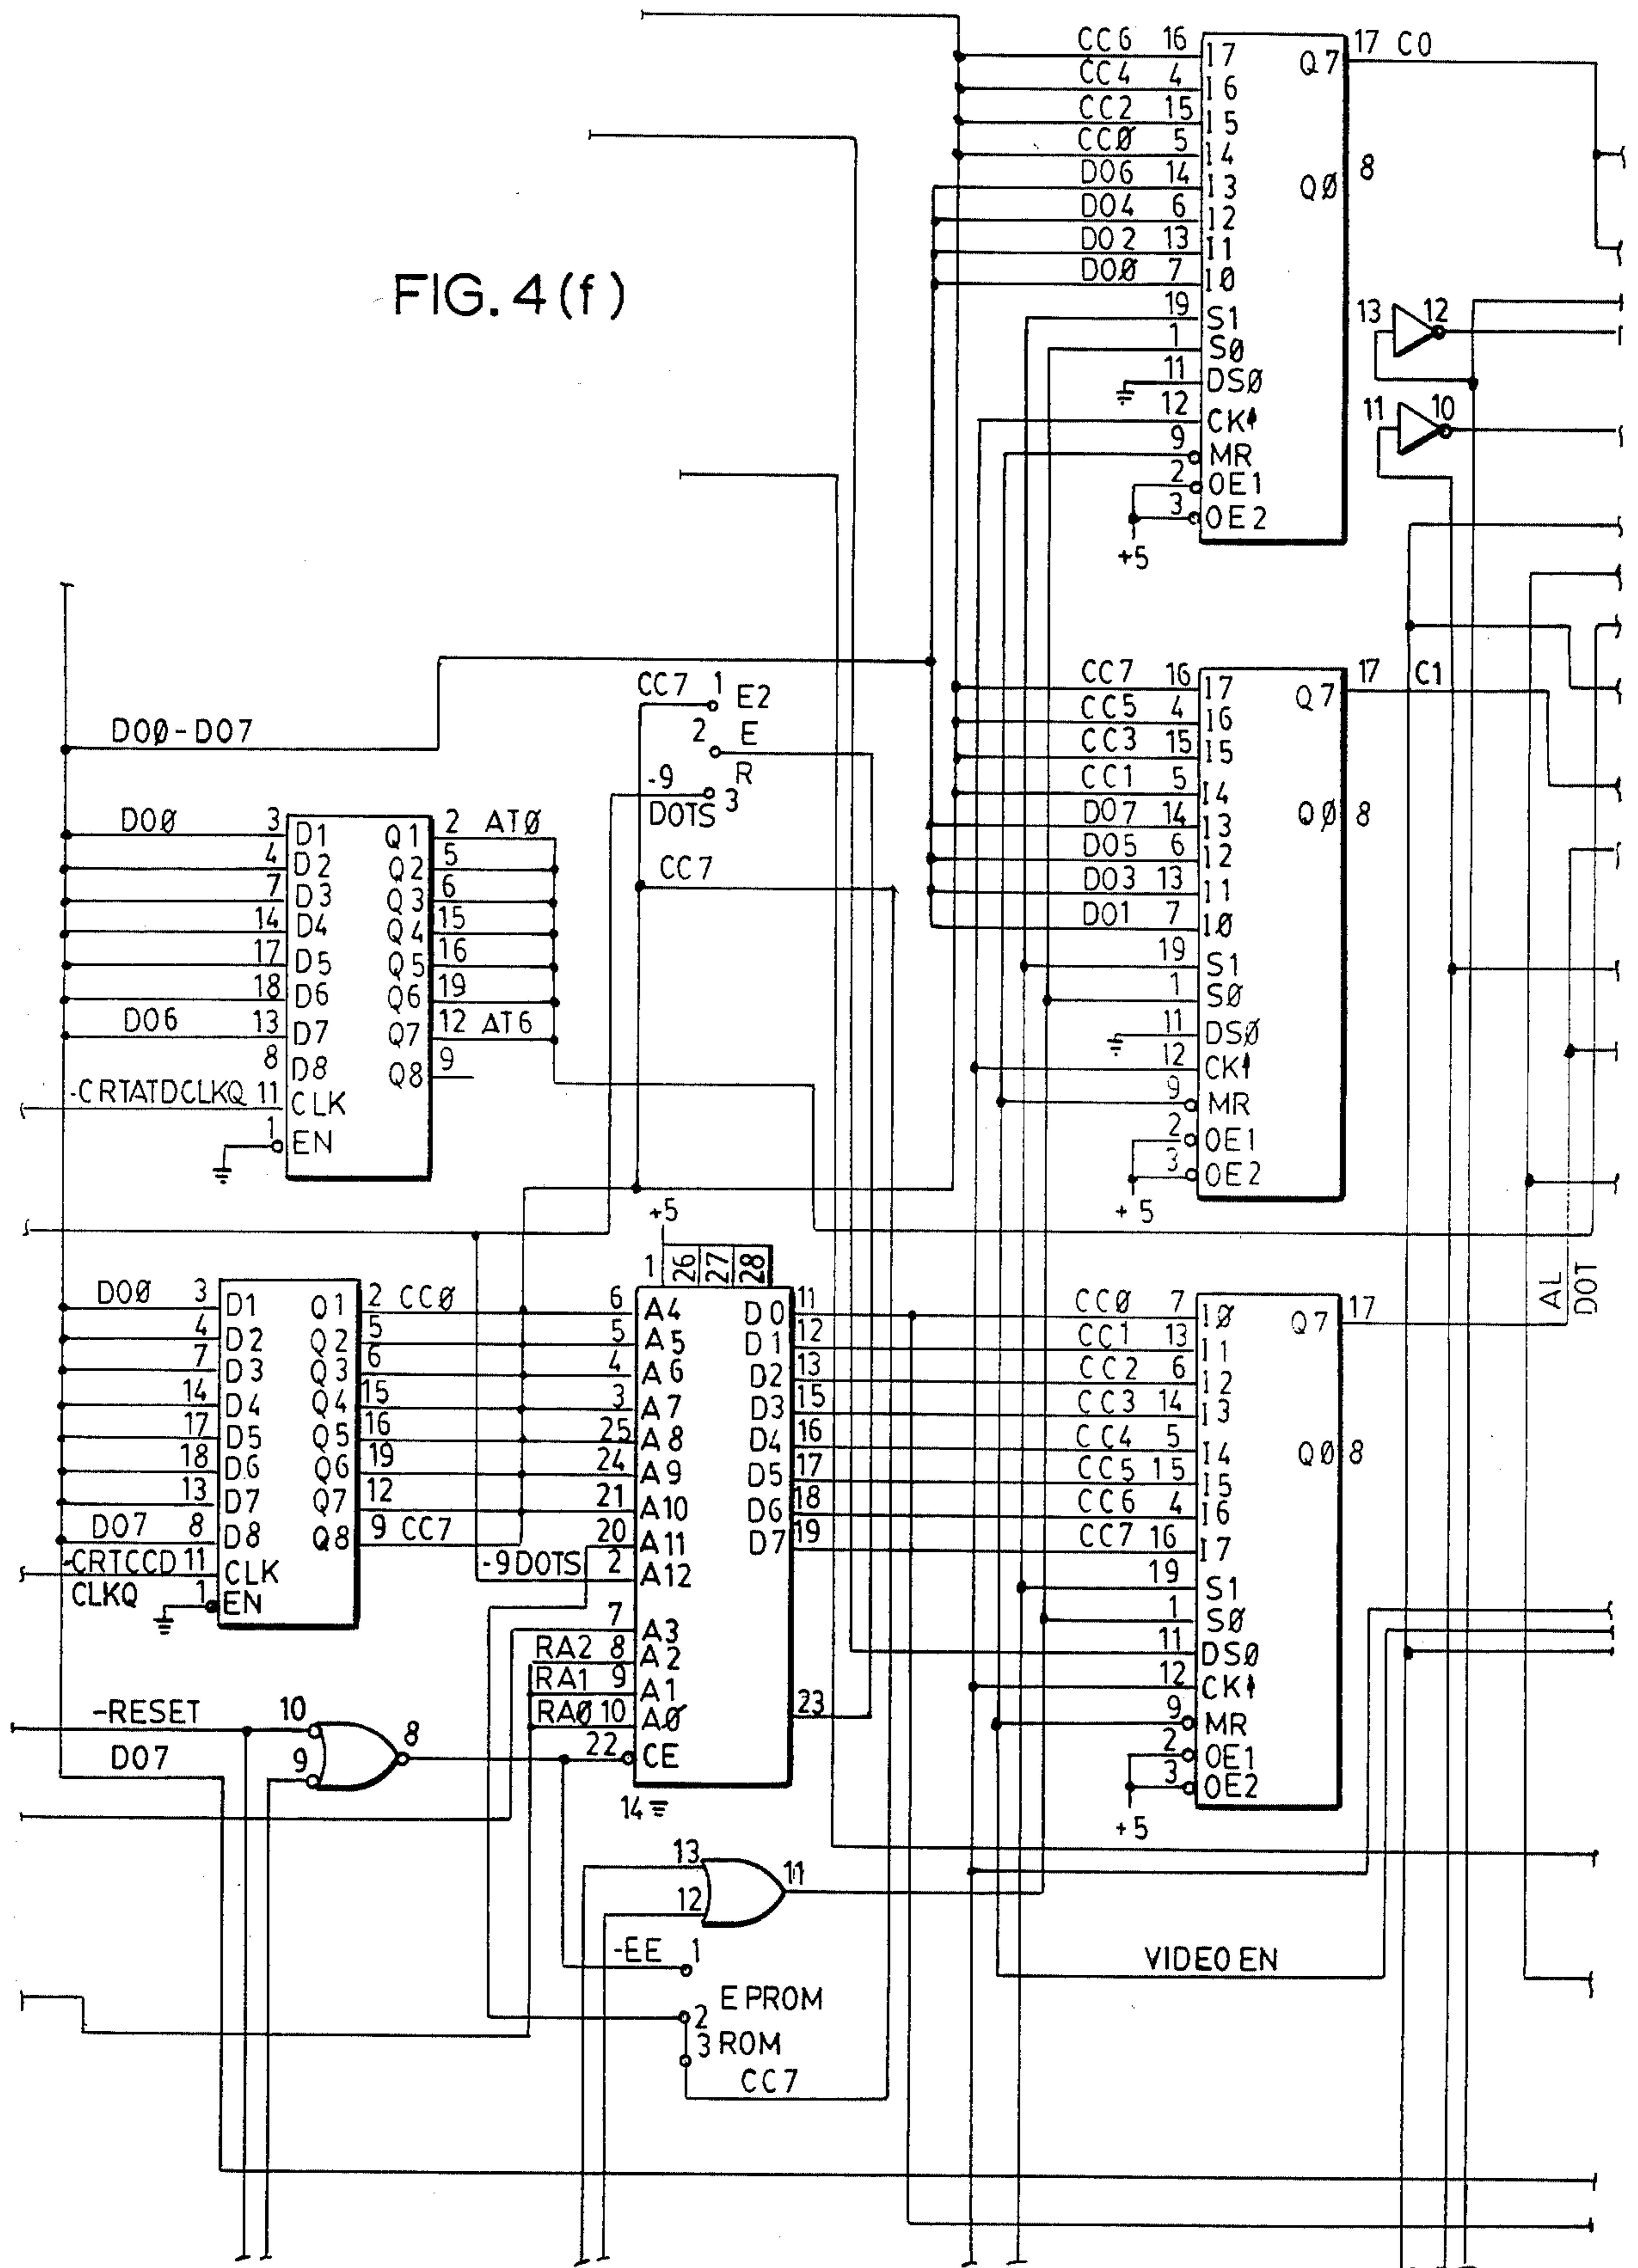 FIG. 4 (f)
CC6 16 I7
CC4 4 I6
CC2 15 I5
CCØ 5 I4
DO6 14 I3
DO4 6 I2
DO2 13 I1
DOØ 7 IØ
19 S1
1 SØ
11 DSØ
12 CK↑
9 MR
2 OE1
3 OE2
+5
Q7 17 CO
QØ 8
13 12
11 10
DOØ-DO7
CC7 1 E2
2 E
R
-9 DOTS 3
CC7
DOØ 3 D1
4 D2
7 D3
14 D4
17 D5
18 D6
DO6 13 D7
8 D8
-CRTATDCLKQ 11 CLK
1 EN
Q1 2 ATØ
Q2 5
Q3 6
Q4 15
Q5 16
Q6 19
Q7 12 AT6
Q8 9
CC7 16 I7
CC5 4 I6
CC3 15 I5
CC1 5 I4
DO7 14 I3
DO5 6 I2
DO3 13 I1
DO1 7 IØ
19 S1
1 SØ
11 DSØ
12 CK↑
9 MR
2 OE1
3 OE2
+5
Q7 17 C1
QØ 8
DOØ 3 D1
4 D2
7 D3
14 D4
17 D5
18 D6
13 D7
DO7 8 D8
-CRTCCD 11 CLK
CLKQ 1 EN
Q1 2 CCØ
Q2 5
Q3 6
Q4 15
Q5 16
Q6 19
Q7 12
Q8 9 CC7
+5
1 26 27 28
6 A4
5 A5
4 A6
3 A7
25 A8
24 A9
21 A10
20 A11
-9DOTS 2 A12
7 A3
RA2 8 A2
RA1 9 A1
RAØ 10 AØ
22 CE
14
D0 11
D1 12
D2 13
D3 15
D4 16
D5 17
D6 18
D7 19
23
CCØ 7 IØ
CC1 13 I1
CC2 6 I2
CC3 14 I3
CC4 5 I4
CC5 15 I5
CC6 4 I6
CC7 16 I7
19 S1
1 SØ
11 DSØ
12 CK↑
9 MR
2 OE1
3 OE2
+5
Q7 17
QØ 8
AL
DOT
-RESET 10
9
8
DO7
13
12
11
-EE 1
EPROM
2
3 ROM
CC7
VIDEO EN